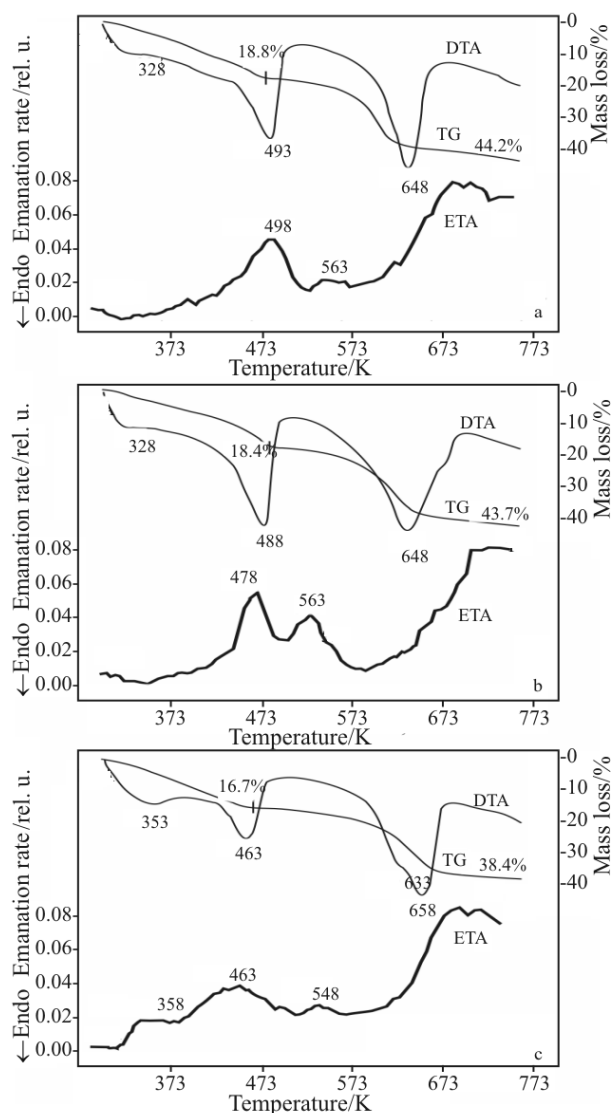 -0
18.8%
DTA
-10
328
-20
TG
-30
493
44.2%
-40
Mass loss/%
←Endo Emanation rate/rel. u.
0.08
648
498
ETA
0.06
0.04
563
0.02
0.00
a
373 473 573 673 773
Temperature/K
-0
DTA
-10
328
18.4%
-20
TG
-30
43.7%
-40
488
648
Mass loss/%
←Endo Emanation rate/rel. u.
0.08
478
563
0.06
ETA
0.04
0.02
0.00
b
373 473 573 673 773
Temperature/K
-0
16.7%
-10
353
DTA
-20
463
TG
-30
38.4%
633
-40
658
Mass loss/%
←Endo Emanation rate/rel. u.
0.08
ETA
0.06
463
0.04
358
548
0.02
0.00
c
373 473 573 673 773
Temperature/K